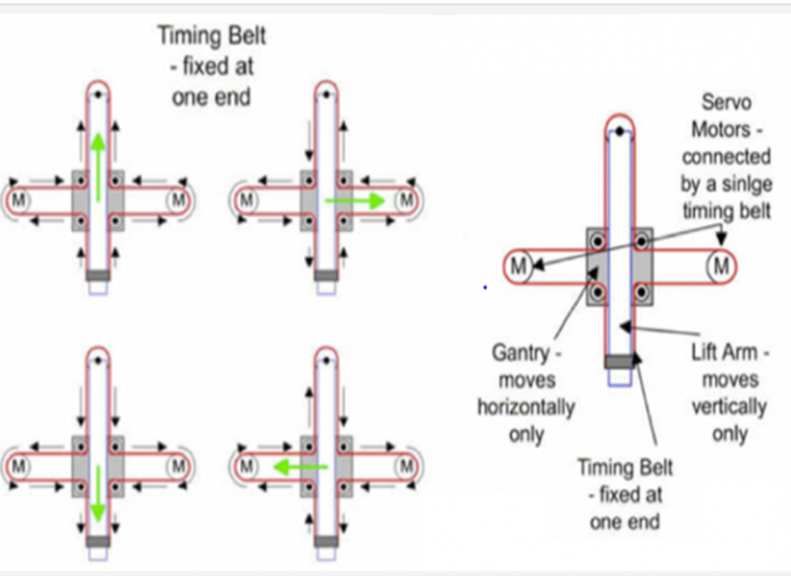 Timing Belt
- fixed at
one end
M
M
M
M
M
M
M
M
Servo
Motors -
connected
by a sinlge
timing belt
M
M
Gantry -
moves
horizontally
only
Lift Arm -
moves
vertically
only
Timing Belt
- fixed at
one end